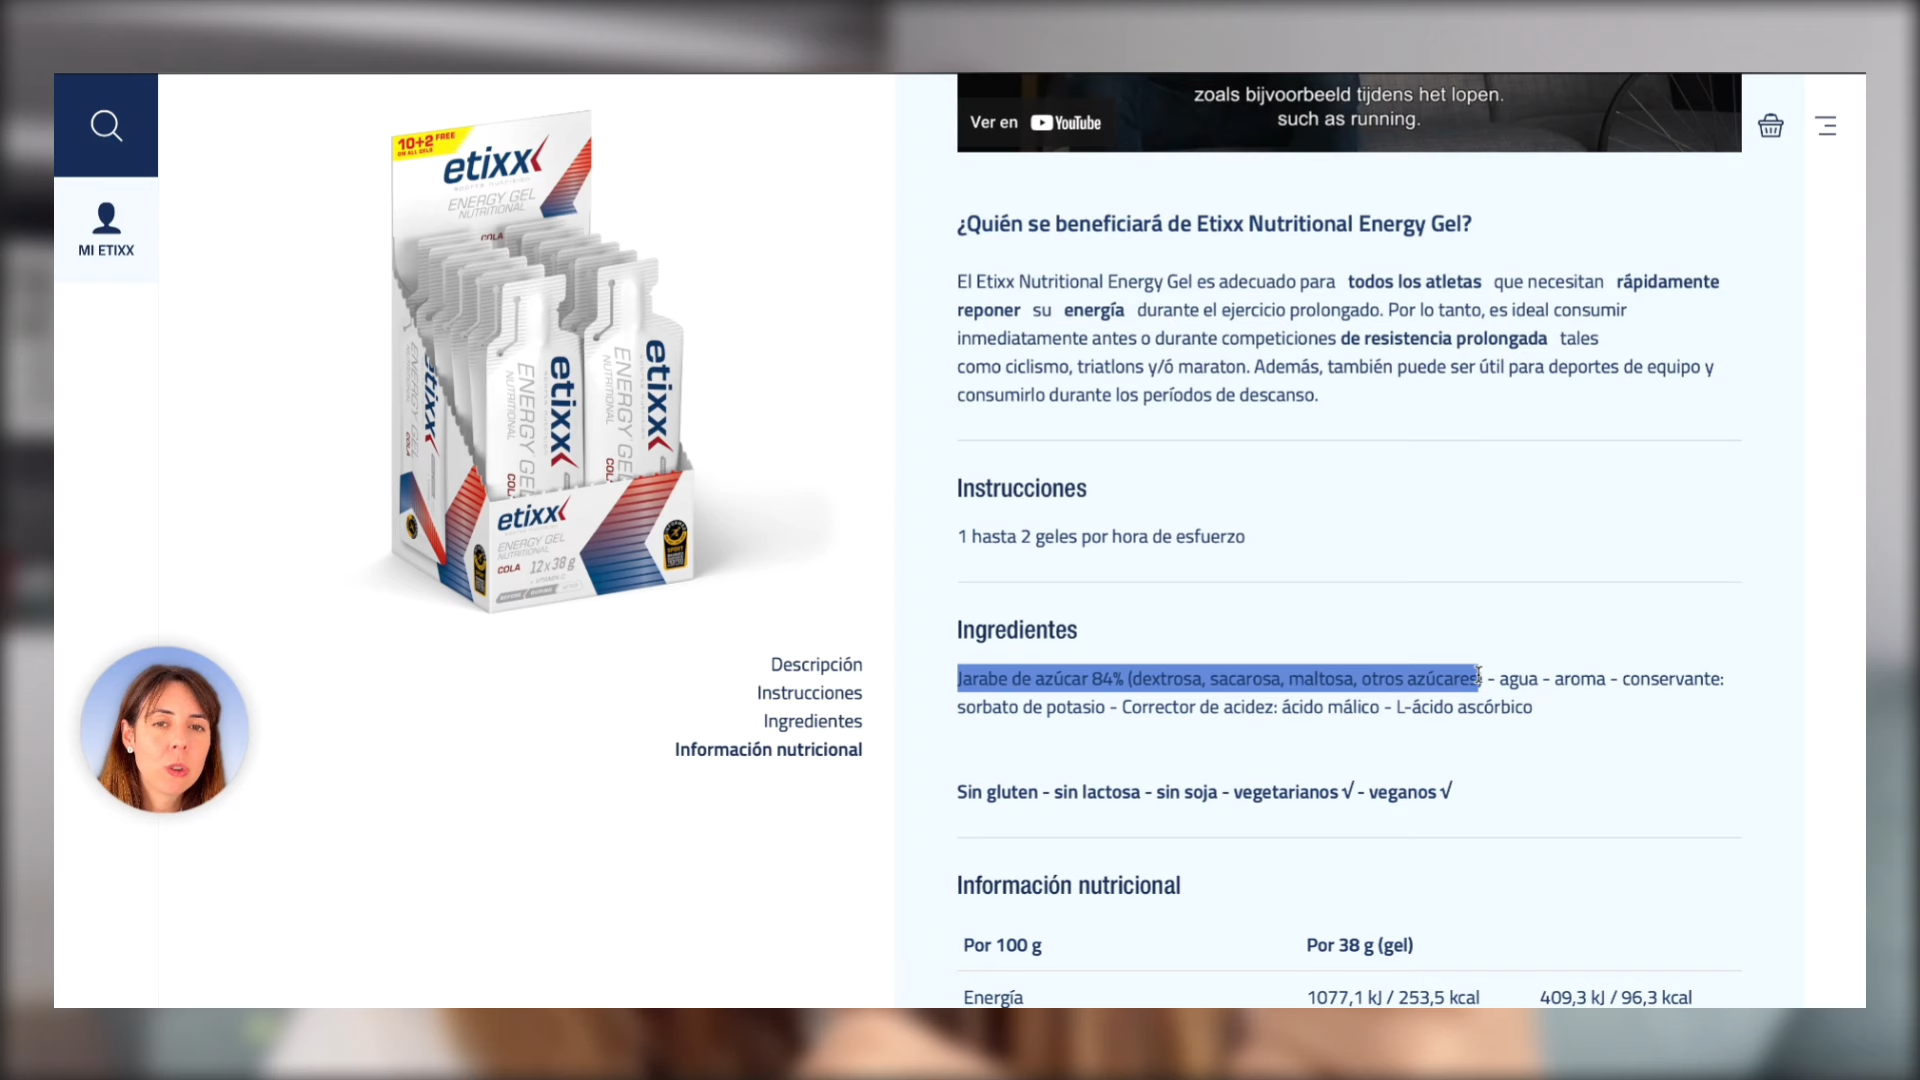 zoals bijvoorbeeld tijdens het lopen.
such as running.
Ver en YouTube
MI ETIXX
10+2 FREE
ON ALL GELS
etixx
ENERGY GEL
NUTRITIONAL
COLA
etixx
ENERGY GEL
NUTRITIONAL
etixx
ENERGY GEL
NUTRITIONAL
etixx
ENERGY GEL
COLA
etixx
ENERGY GEL
NUTRITIONAL
COLA 12x38g
¿Quién se beneficiará de Etixx Nutritional Energy Gel?
El Etixx Nutritional Energy Gel es adecuado para todos los atletas que necesitan rápidamente
reponer su energía durante el ejercicio prolongado. Por lo tanto, es ideal consumir
inmediatamente antes o durante competiciones de resistencia prolongada tales
como ciclismo, triatlons y/ó maraton. Además, también puede ser útil para deportes de equipo y
consumirlo durante los períodos de descanso.
Instrucciones
1 hasta 2 geles por hora de esfuerzo
Ingredientes
Jarabe de azúcar 84% (dextrosa, sacarosa, maltosa, otros azúcares) - agua - aroma - conservante:
sorbato de potasio - Corrector de acidez: ácido málico - L-ácido ascórbico
Sin gluten - sin lactosa - sin soja - vegetarianos √ - veganos √
Información nutricional
Por 100 g Por 38 g (gel)
Energía 1077,1 kJ / 253,5 kcal 409,3 kJ / 96,3 kcal
Descripción
Instrucciones
Ingredientes
Información nutricional